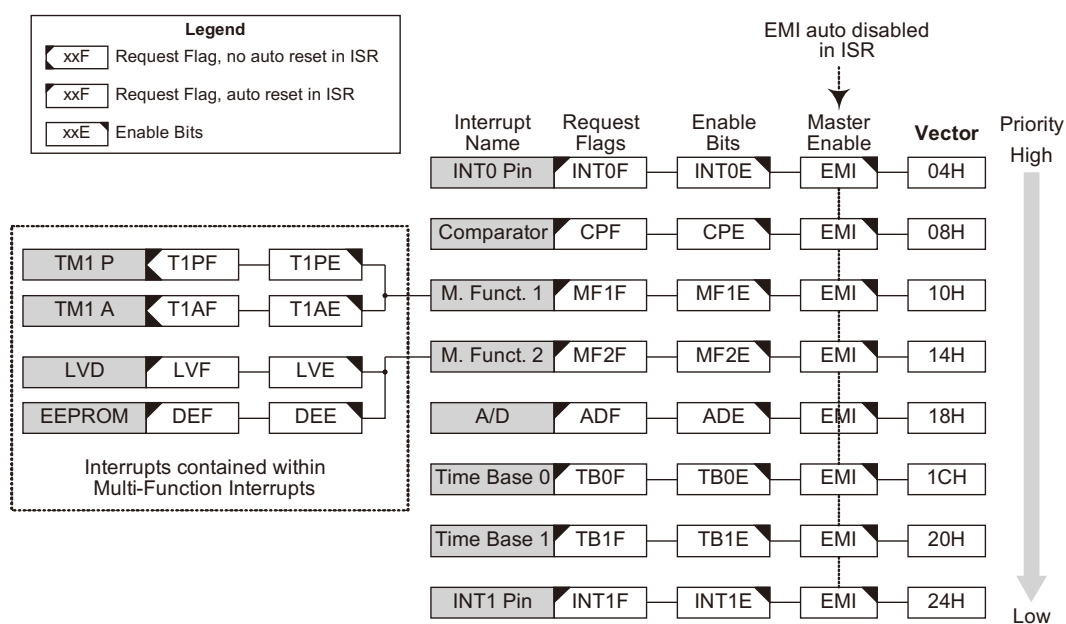 Legend
xxF Request Flag, no auto reset in ISR
xxF Request Flag, auto reset in ISR
xxE Enable Bits
EMI auto disabled
in ISR
Interrupt Name Request Flags Enable Bits Master Enable Vector Priority
High
INT0 Pin INT0F INT0E EMI 04H
Comparator CPF CPE EMI 08H
TM1 P T1PF T1PE
M. Funct. 1 MF1F MF1E EMI 10H
TM1 A T1AF T1AE
M. Funct. 2 MF2F MF2E EMI 14H
LVD LVF LVE
EEPROM DEF DEE
A/D ADF ADE EMI 18H
Interrupts contained within
Multi-Function Interrupts
Time Base 0 TB0F TB0E EMI 1CH
Time Base 1 TB1F TB1E EMI 20H
INT1 Pin INT1F INT1E EMI 24H
Low